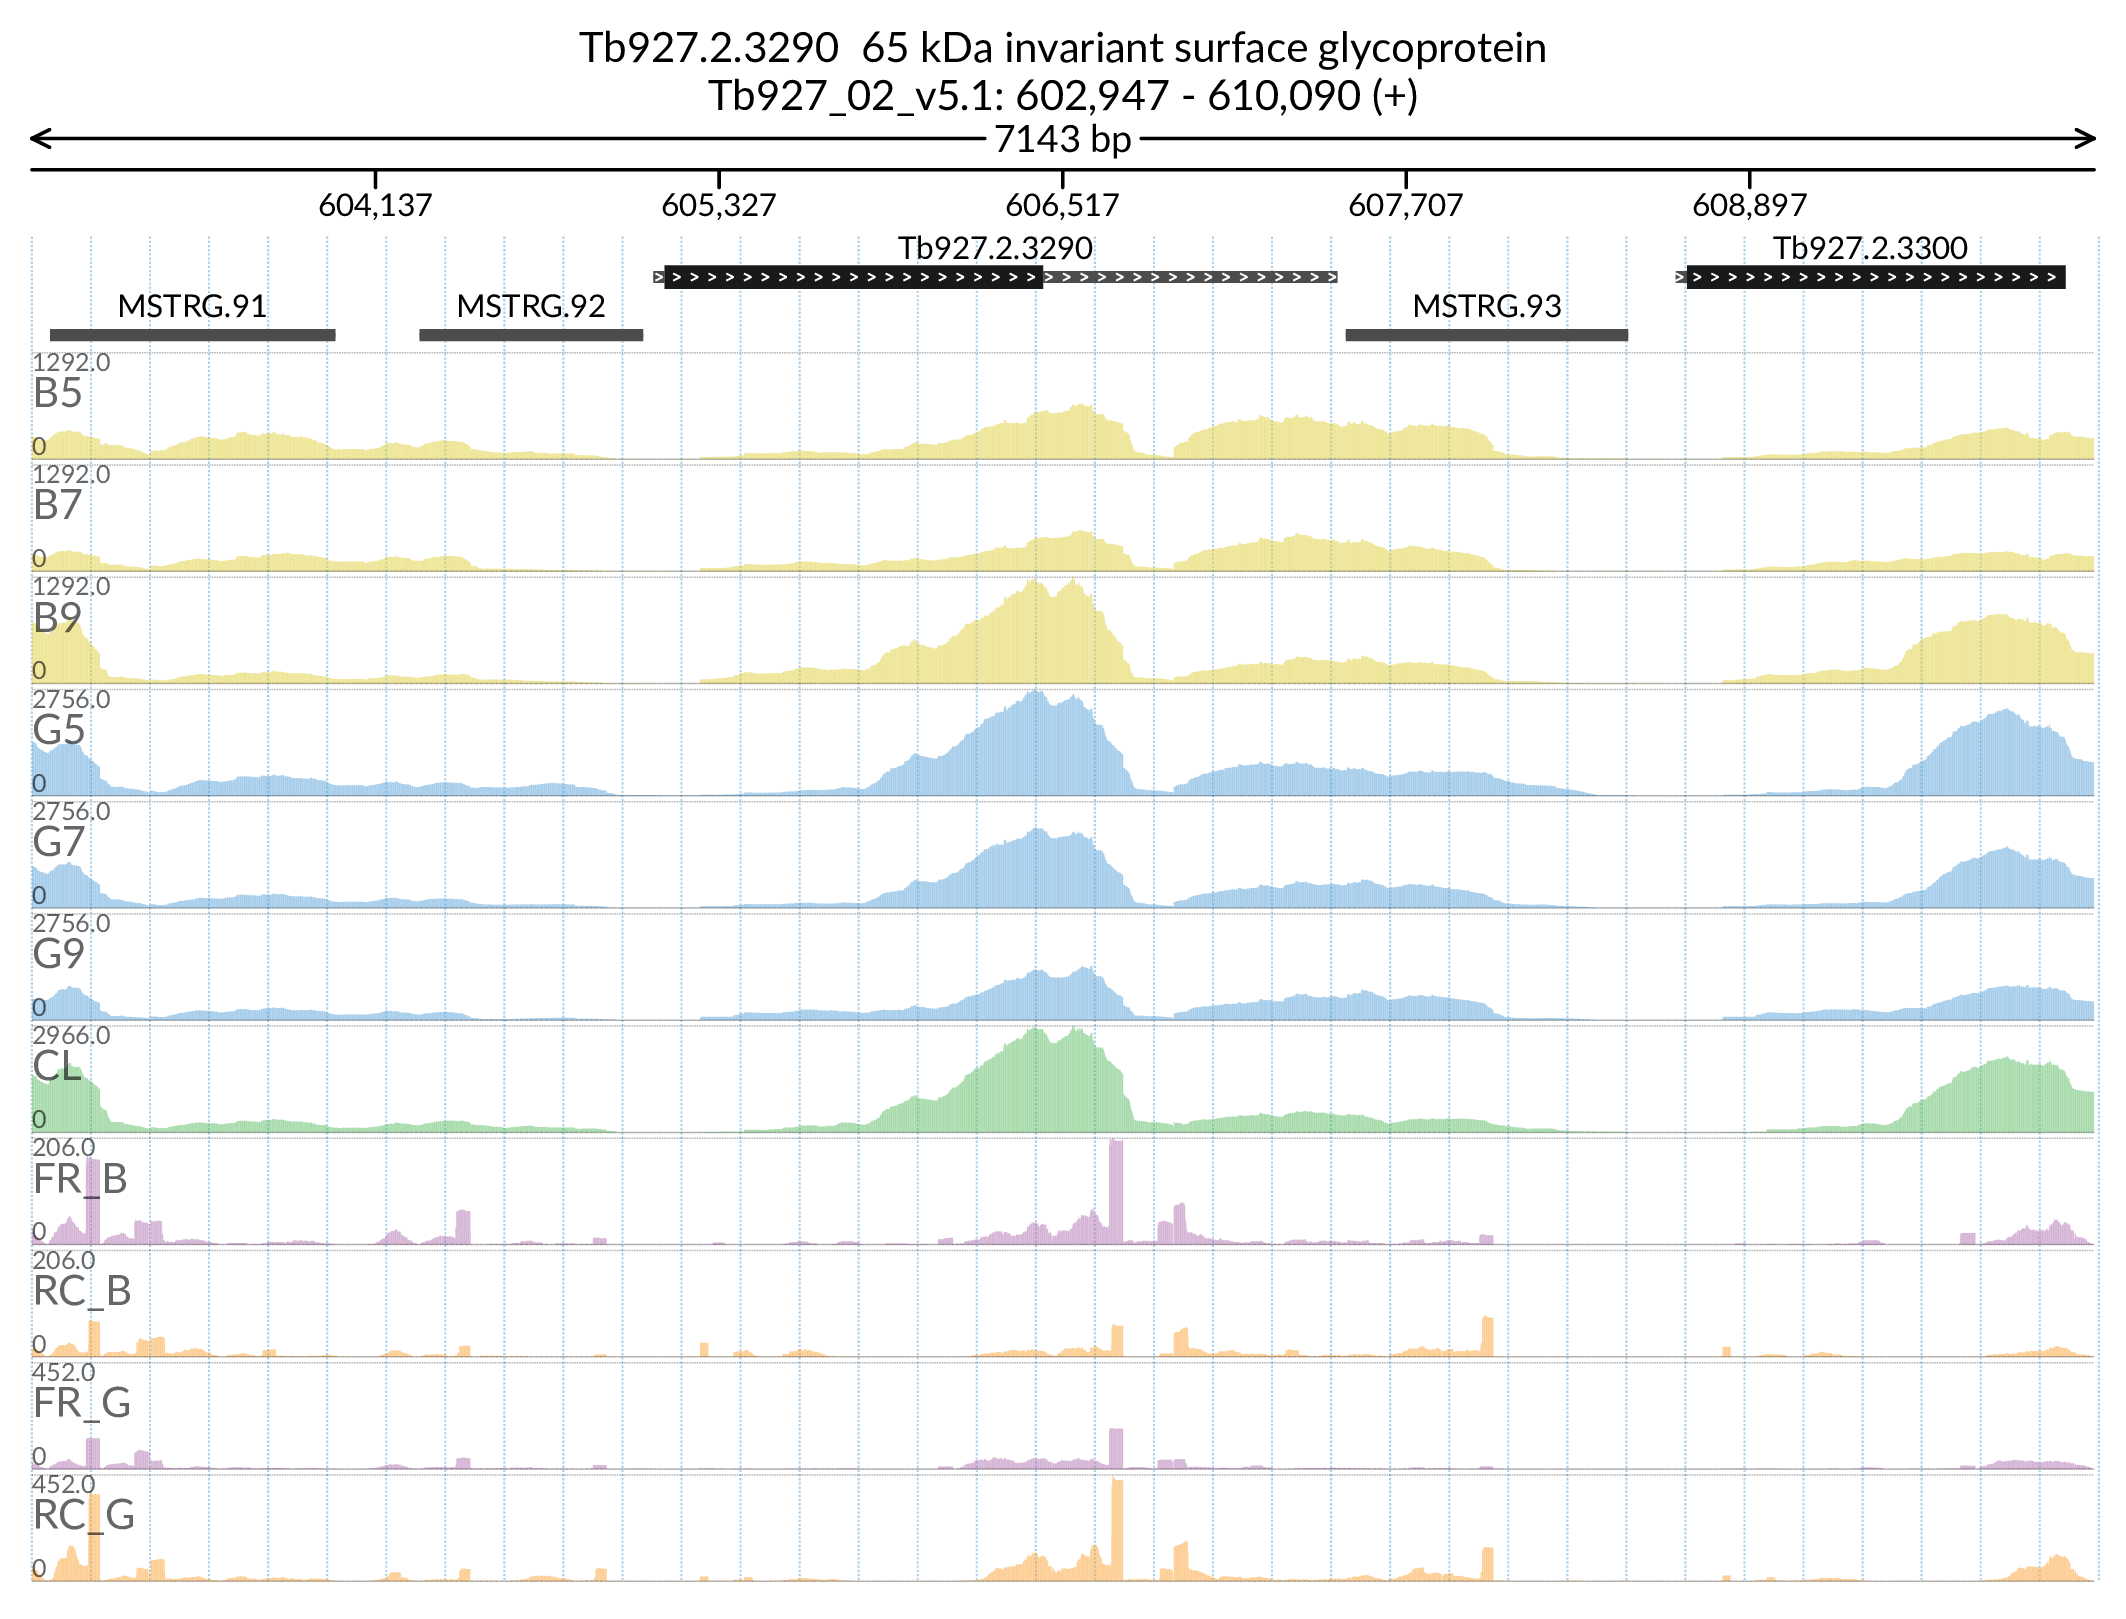 Tb927.2.3290  65 kDa invariant surface glycoprotein
Tb927_02_v5.1: 602,947 - 610,090 (+)
7143 bp
604,137 605,327 606,517 607,707 608,897
Tb927.2.3290 Tb927.2.3300
MSTRG.91 MSTRG.92 MSTRG.93
1292.0
B5
0
1292.0
B7
0
1292.0
B9
0
2756.0
G5
0
2756.0
G7
0
2756.0
G9
0
2966.0
CL
0
206.0
FR_B
0
206.0
RC_B
0
452.0
FR_G
0
452.0
RC_G
0